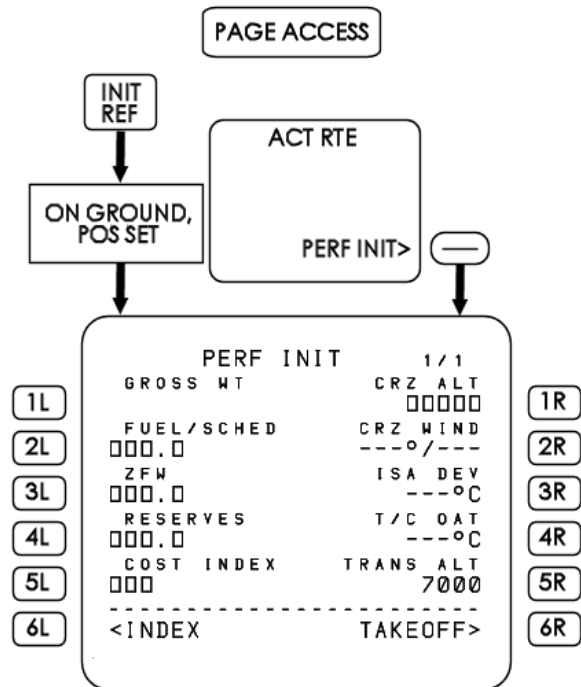 PAGE ACCESS
INIT
REF
ACT RTE
ON GROUND,
POS SET
PERF INIT>
PERF INIT 1/1
GROSS WT CRZ ALT
1L □□□□□ 1R
FUEL/SCHED CRZ WIND
2L □□□.□ ---°/--- 2R
ZFW ISA DEV
3L □□□.□ ---°C 3R
RESERVES T/C OAT
4L □□□.□ ---°C 4R
COST INDEX TRANS ALT
5L □□□ 7000 5R
6L <INDEX TAKEOFF> 6R